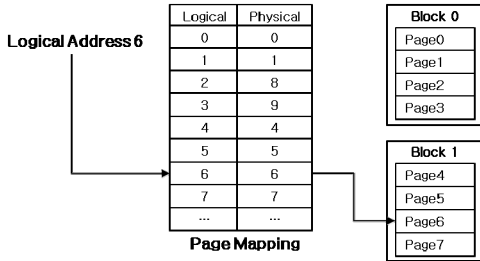 Logical Address 6
Logical Physical
0 0
1 1
2 8
3 9
4 4
5 5
6 6
7 7
... ...
Page Mapping
Block 0
Page0
Page1
Page2
Page3
Block 1
Page4
Page5
Page6
Page7